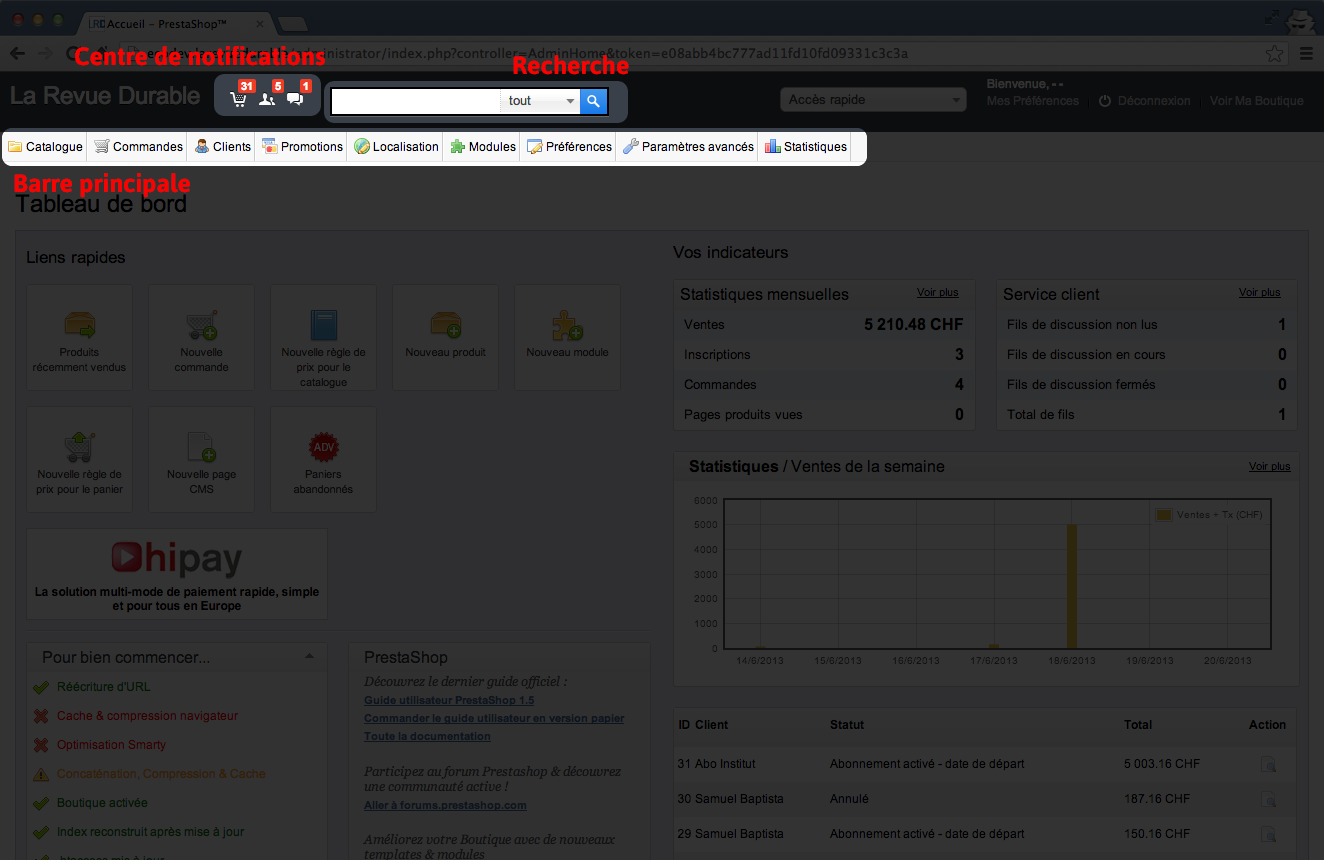 Accueil – PrestaShop™
inistrator/index.php?controller=AdminHome&token=e08abb4bc777ad11fd10fd09331c3c3a
Centre de notifications
Recherche
La Revue Durable
31
5
1
tout
Accès rapide
Bienvenue, - -
Mes Préférences
Déconnexion
Voir Ma Boutique
Catalogue
Commandes
Clients
Promotions
Localisation
Modules
Préférences
Paramètres avancés
Statistiques
Barre principale
Tableau de bord
Liens rapides
Produits
récemment vendus
Nouvelle
commande
Nouvelle règle de
prix pour le
catalogue
Nouveau produit
Nouveau module
Nouvelle règle de
prix pour le panier
Nouvelle page
CMS
ADV
Paniers
abandonnés
hipay
La solution multi-mode de paiement rapide, simple
et pour tous en Europe
Pour bien commencer...
Réécriture d'URL
Cache & compression navigateur
Optimisation Smarty
Concaténation, Compression & Cache
Boutique activée
Index reconstruit après mise à jour
PrestaShop
Découvrez le dernier guide officiel :
Guide utilisateur PrestaShop 1.5
Commander le guide utilisateur en version papier
Toute la documentation
Participez au forum Prestashop & découvrez
une communauté active !
Aller à forums.prestashop.com
Améliorez votre Boutique avec de nouveaux
templates & modules
Vos indicateurs
Statistiques mensuelles
Voir plus
Ventes 5 210.48 CHF
Inscriptions 3
Commandes 4
Pages produits vues 0
Service client
Voir plus
Fils de discussion non lus 1
Fils de discussion en cours 0
Fils de discussion fermés 0
Total de fils 1
Statistiques / Ventes de la semaine
Voir plus
Ventes + Tx (CHF)
6000
5000
4000
3000
2000
1000
0
14/6/2013 15/6/2013 16/6/2013 17/6/2013 18/6/2013 19/6/2013 20/6/2013
ID Client Statut Total Action
31 Abo Institut Abonnement activé - date de départ 5 003.16 CHF
30 Samuel Baptista Annulé 187.16 CHF
29 Samuel Baptista Abonnement activé - date de départ 150.16 CHF